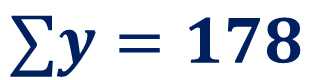 ∑y = 178